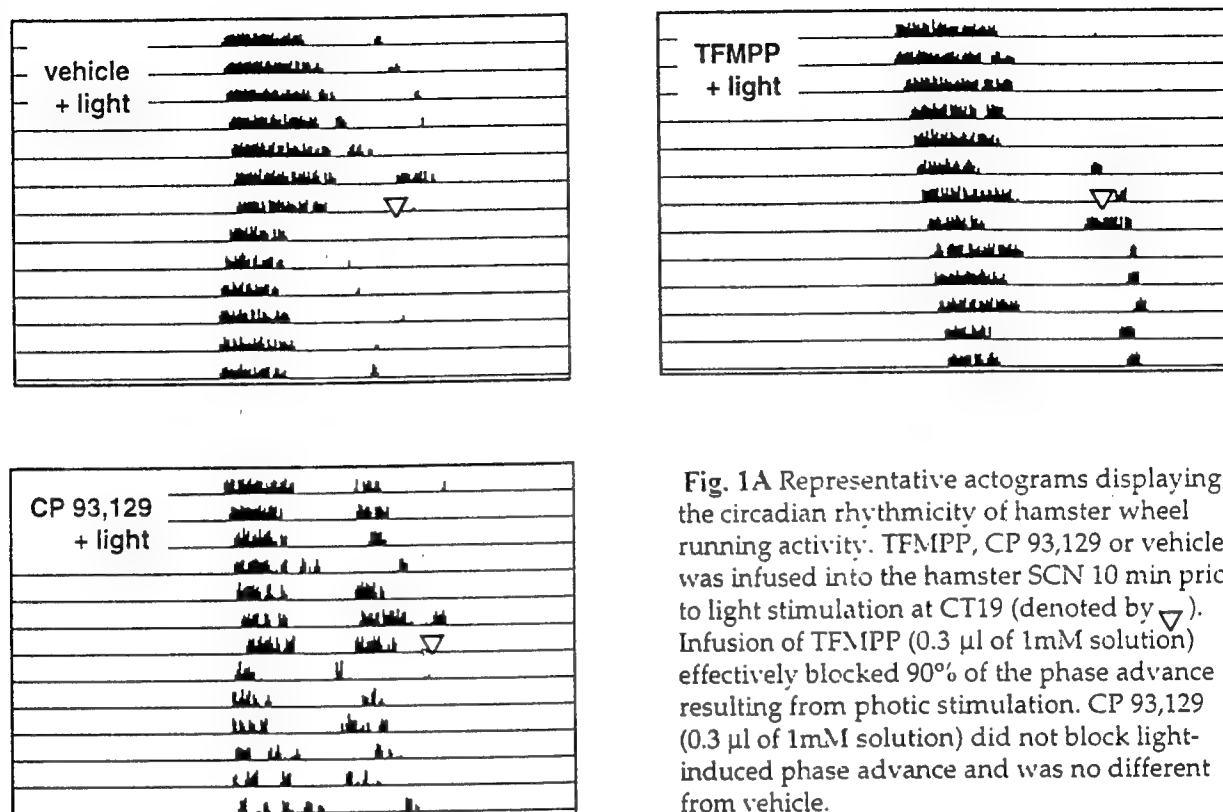 vehicle
+ light
TFMPP
+ light
CP 93,129
+ light
Fig. 1A Representative actograms displaying
the circadian rhythmicity of hamster wheel
running activity. TFMPP, CP 93,129 or vehicle
was infused into the hamster SCN 10 min prio
to light stimulation at CT19 (denoted by ▽ ).
Infusion of TFMPP (0.3 µl of 1mM solution)
effectively blocked 90% of the phase advance
resulting from photic stimulation. CP 93,129
(0.3 µl of 1mM solution) did not block light-
induced phase advance and was no different
from vehicle.